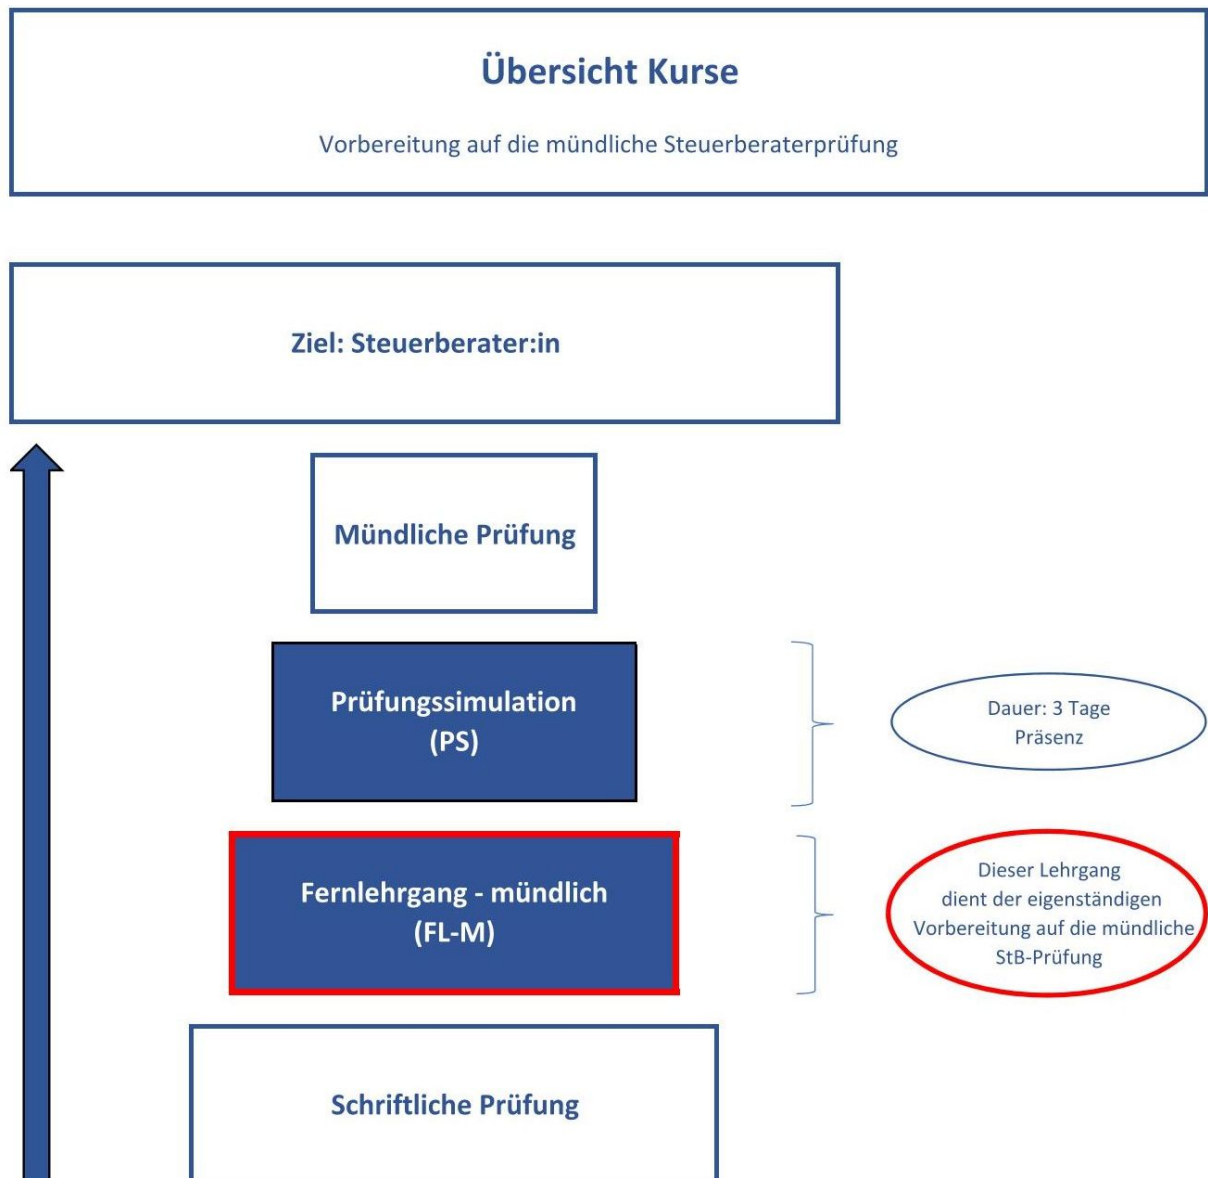 Übersicht Kurse
Vorbereitung auf die mündliche Steuerberaterprüfung
Ziel: Steuerberater:in
Mündliche Prüfung
Prüfungssimulation
(PS)
Dauer: 3 Tage
Präsenz
Fernlehrgang - mündlich
(FL-M)
Dieser Lehrgang
dient der eigenständigen
Vorbereitung auf die mündliche
StB-Prüfung
Schriftliche Prüfung